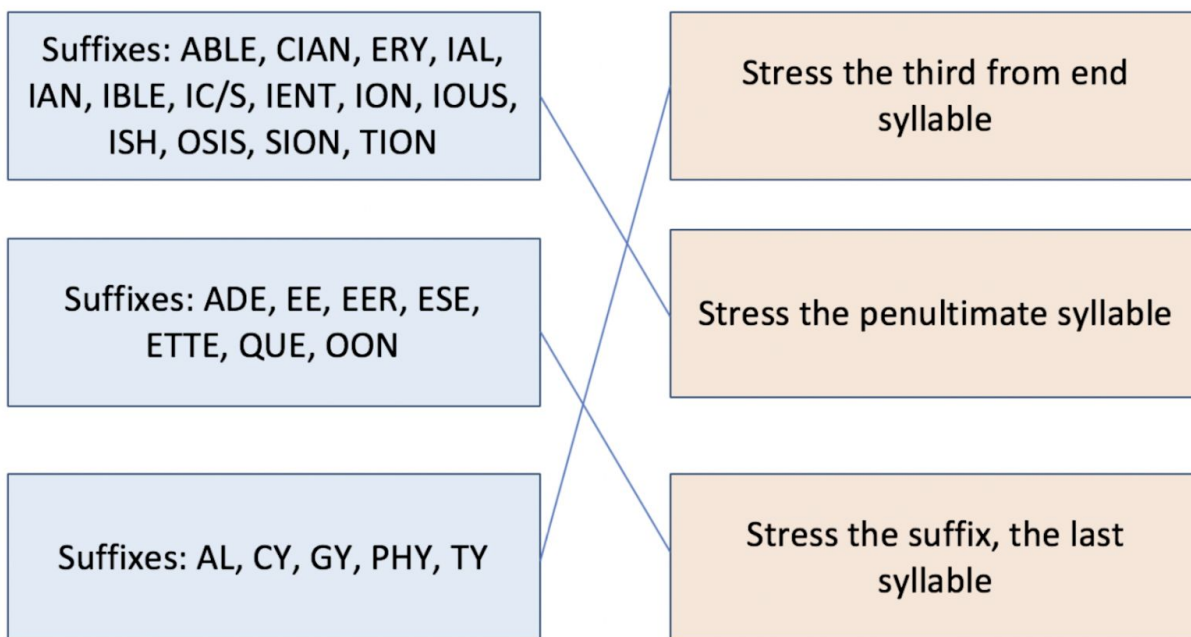 Suffixes: ABLE, CIAN, ERY, IAL,
IAN, IBLE, IC/S, IENT, ION, IOUS,
ISH, OSIS, SION, TION
Stress the third from end
syllable
Suffixes: ADE, EE, EER, ESE,
ETTE, QUE, OON
Stress the penultimate syllable
Suffixes: AL, CY, GY, PHY, TY
Stress the suffix, the last
syllable